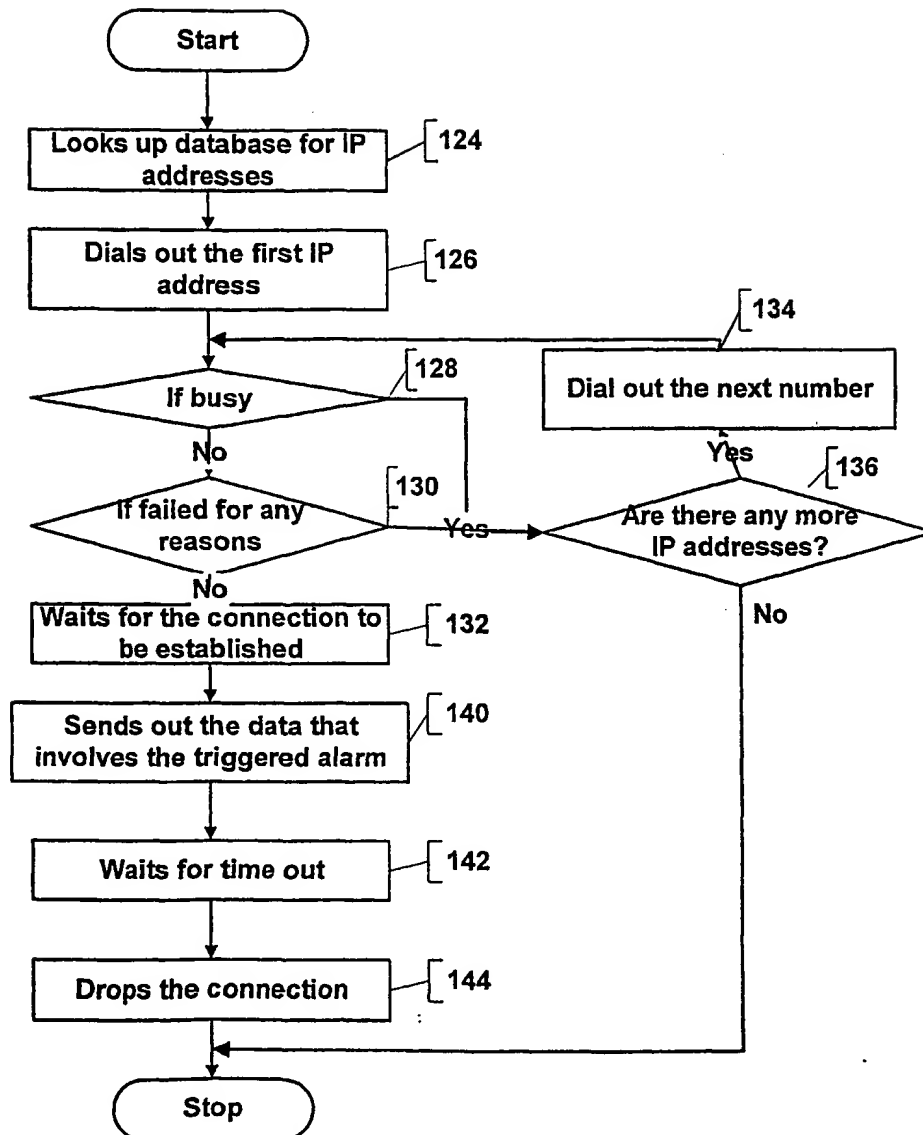 Start
Looks up database for IP
addresses
124
Dials out the first IP
address
126
134
Dial out the next number
If busy
128
No
Yes
136
If failed for any
reasons
130
Yes
Are there any more
IP addresses?
No
No
Waits for the connection to
be established
132
Sends out the data that
involves the triggered alarm
140
Waits for time out
142
Drops the connection
144
Stop